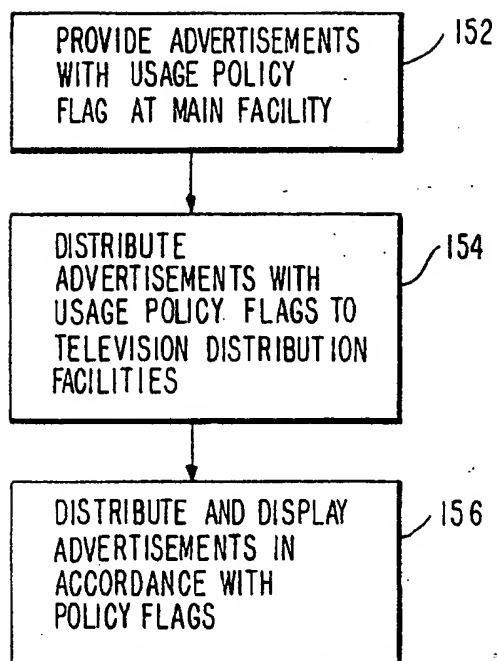 PROVIDE ADVERTISEMENTS
WITH USAGE POLICY
FLAG AT MAIN FACILITY
152
DISTRIBUTE
ADVERTISEMENTS WITH
USAGE POLICY FLAGS TO
TELEVISION DISTRIBUTION
FACILITIES
154
DISTRIBUTE AND DISPLAY
ADVERTISEMENTS IN
ACCORDANCE WITH
POLICY FLAGS
156